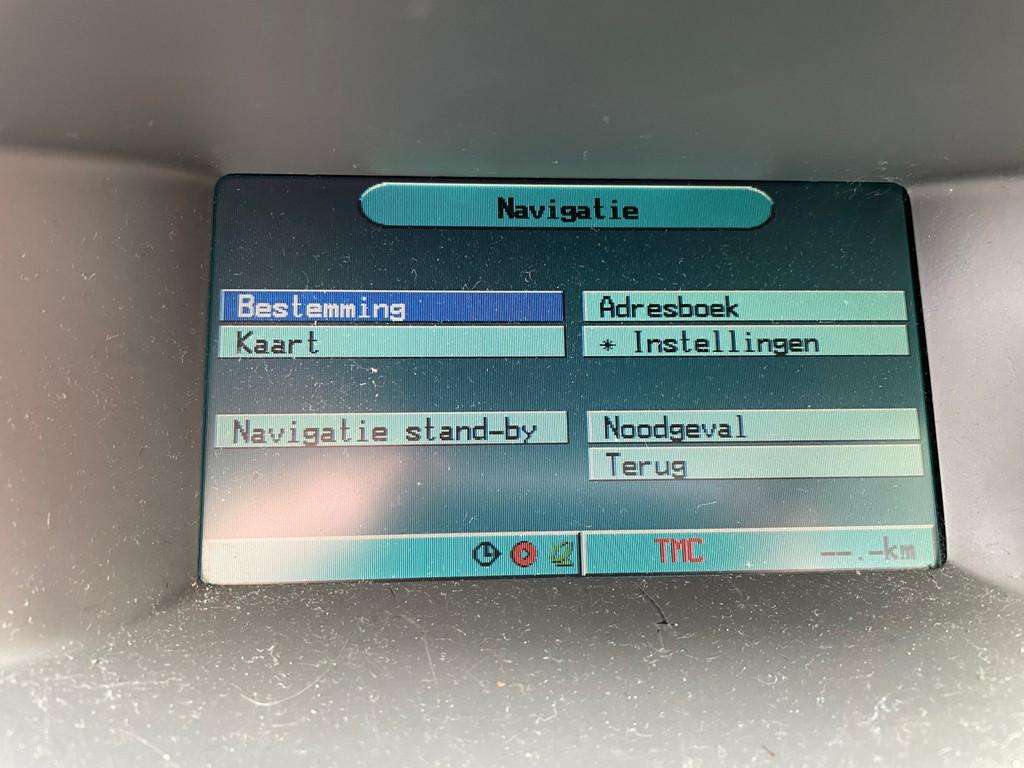 Navigatie
Bestemming
Adresboek
Kaart
* Instellingen
Navigatie stand-by
Noodgeval
Terug
TMC
--.-km